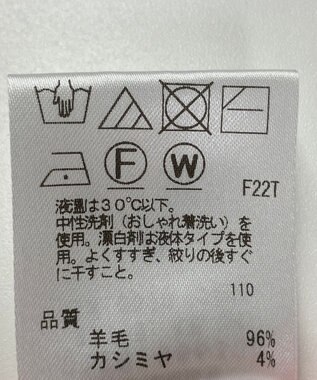 F W
F22T
液温は30℃以下。
中性洗剤（おしゃれ着洗い）を
使用。漂白剤は液体タイプを使
用。よくすすぎ、絞りの後すぐ
に干すこと。
110
品質
羊毛 96%
カシミヤ 4%